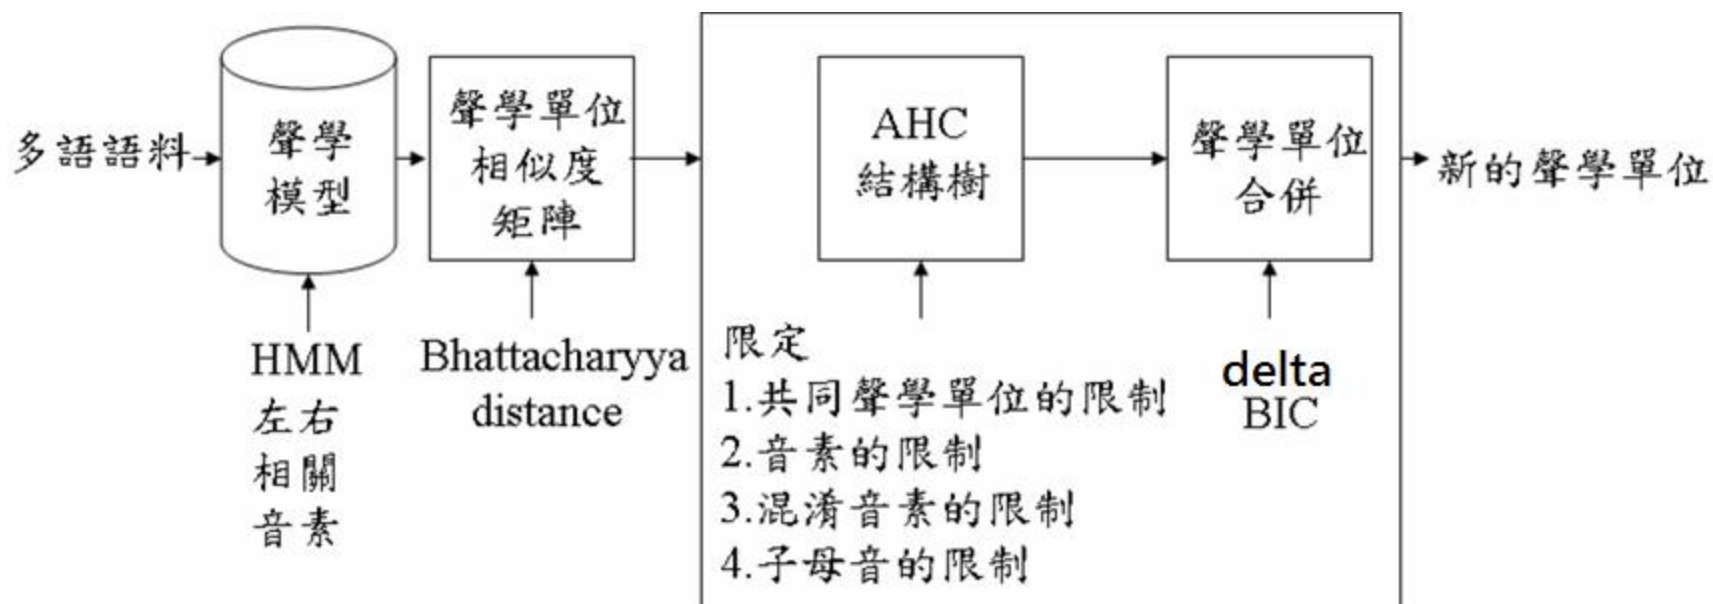 多語語料
聲學
模型
聲學單位
相似度
矩陣
AHC
結構樹
聲學單位
合併
新的聲學單位
HMM
左右
相關
音素
Bhattacharyya
distance
限定
1.共同聲學單位的限制
2.音素的限制
3.混淆音素的限制
4.子母音的限制
delta
BIC